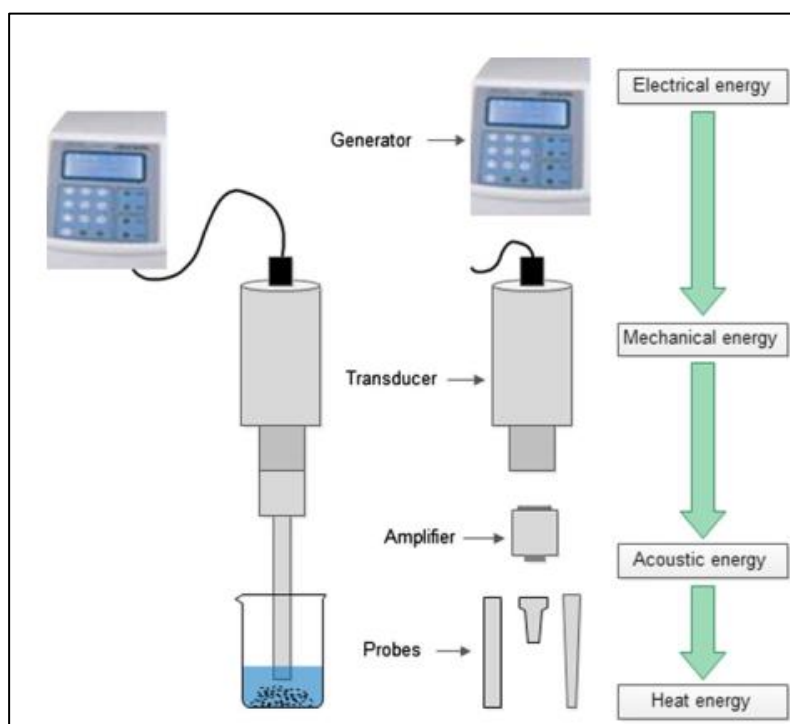 Electrical energy
Generator
Mechanical energy
Transducer
Amplifier
Acoustic energy
Probes
Heat energy